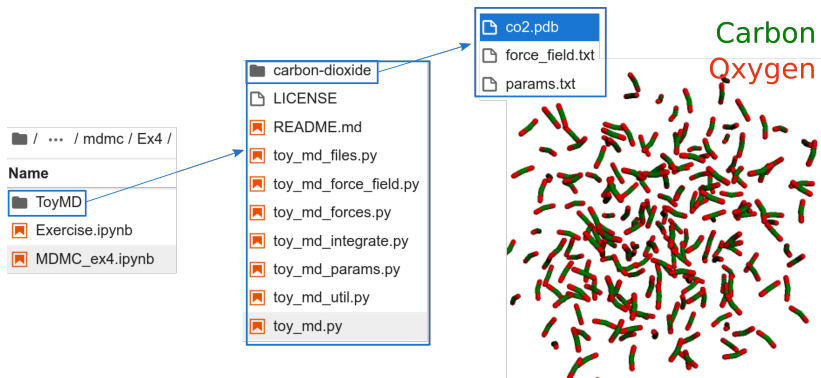 / ··· / mdmc / Ex4 /
Name
ToyMD
Exercise.ipynb
MDMC_ex4.ipynb
carbon-dioxide
LICENSE
README.md
toy_md_files.py
toy_md_force_field.py
toy_md_forces.py
toy_md_integrate.py
toy_md_params.py
toy_md_util.py
toy_md.py
co2.pdb
force_field.txt
params.txt
Carbon
Oxygen